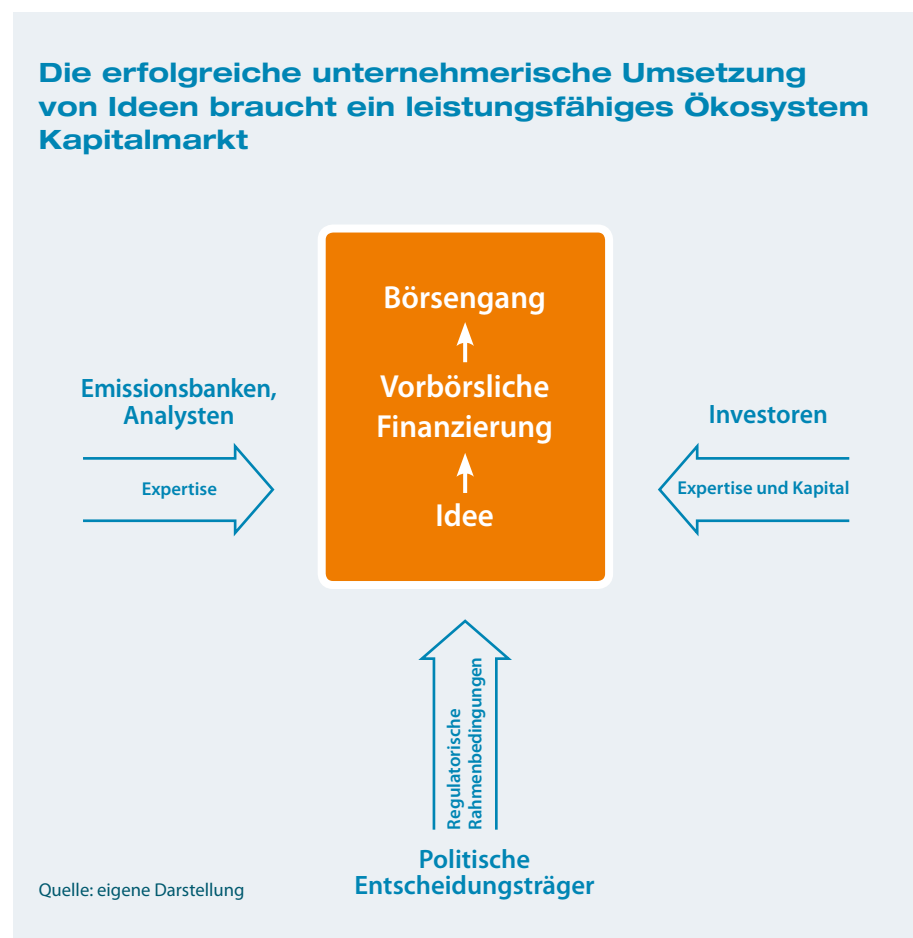 Die erfolgreiche unternehmerische Umsetzung
von Ideen braucht ein leistungsfähiges Ökosystem
Kapitalmarkt
Börsengang
Vorbörsliche
Finanzierung
Idee
Emissionsbanken,
Analysten
Expertise
Investoren
Expertise und Kapital
Regulatorische
Rahmenbedingungen
Politische
Entscheidungsträger
Quelle: eigene Darstellung